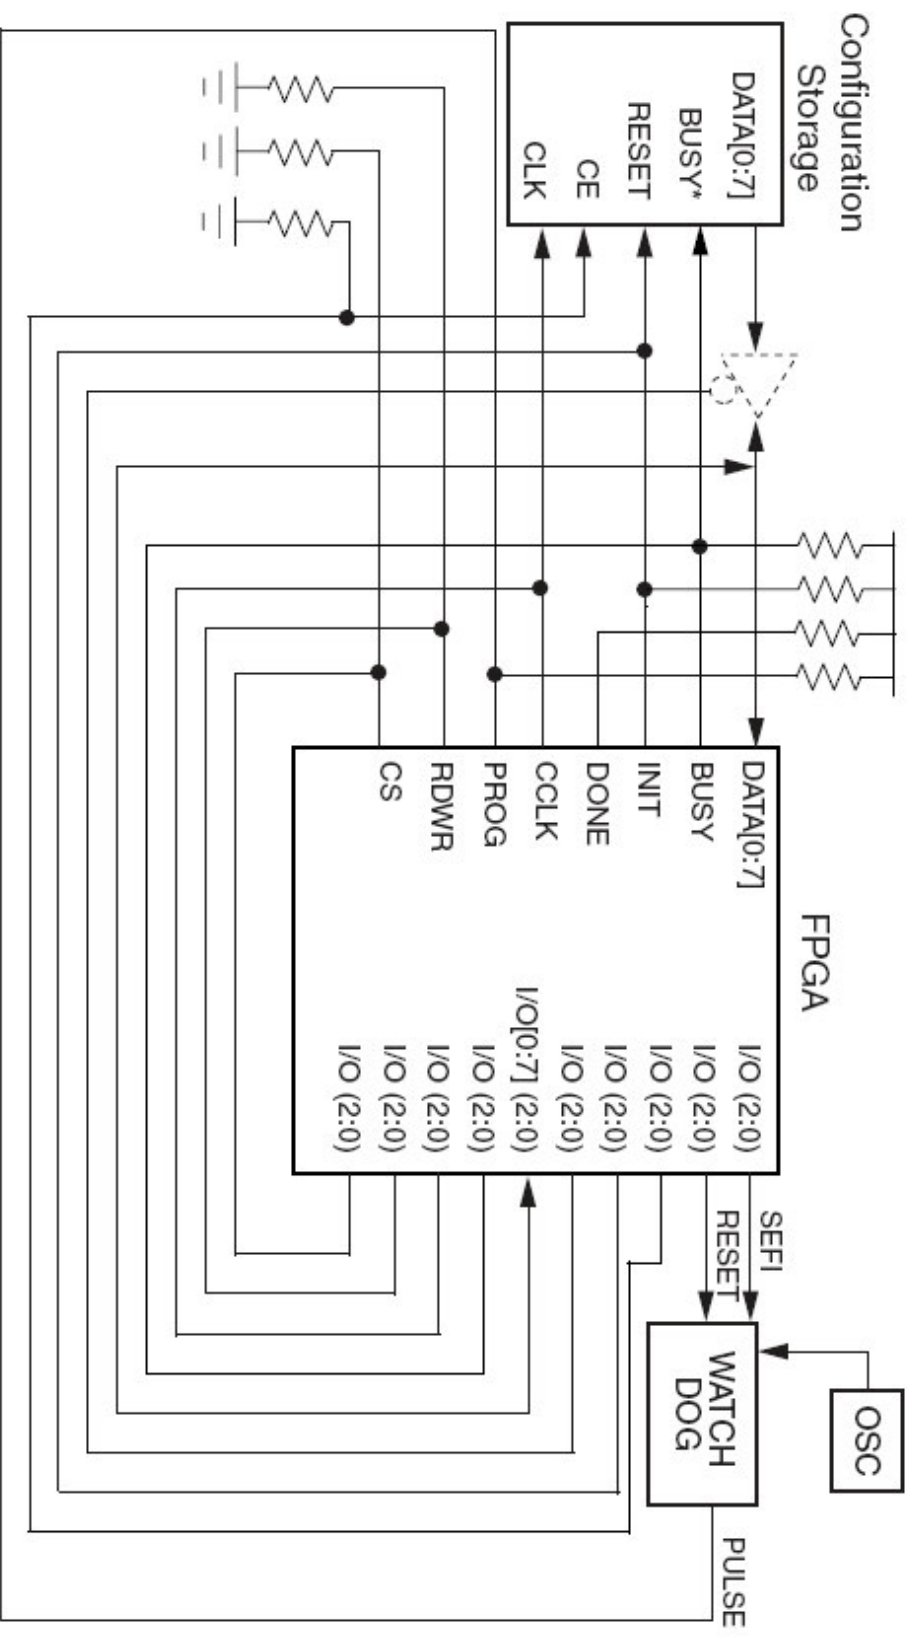 Configuration
Storage
DATA[0:7]
BUSY*
RESET
CE
CLK
FPGA
DATA[0:7]
BUSY
INIT
DONE
CCLK
PROG
RDWR
CS
I/O (2:0)
I/O (2:0)
I/O (2:0)
I/O (2:0)
I/O (2:0)
I/O[0:7] (2:0)
I/O (2:0)
I/O (2:0)
I/O (2:0)
I/O (2:0)
SEFI
RESET
WATCH
DOG
OSC
PULSE